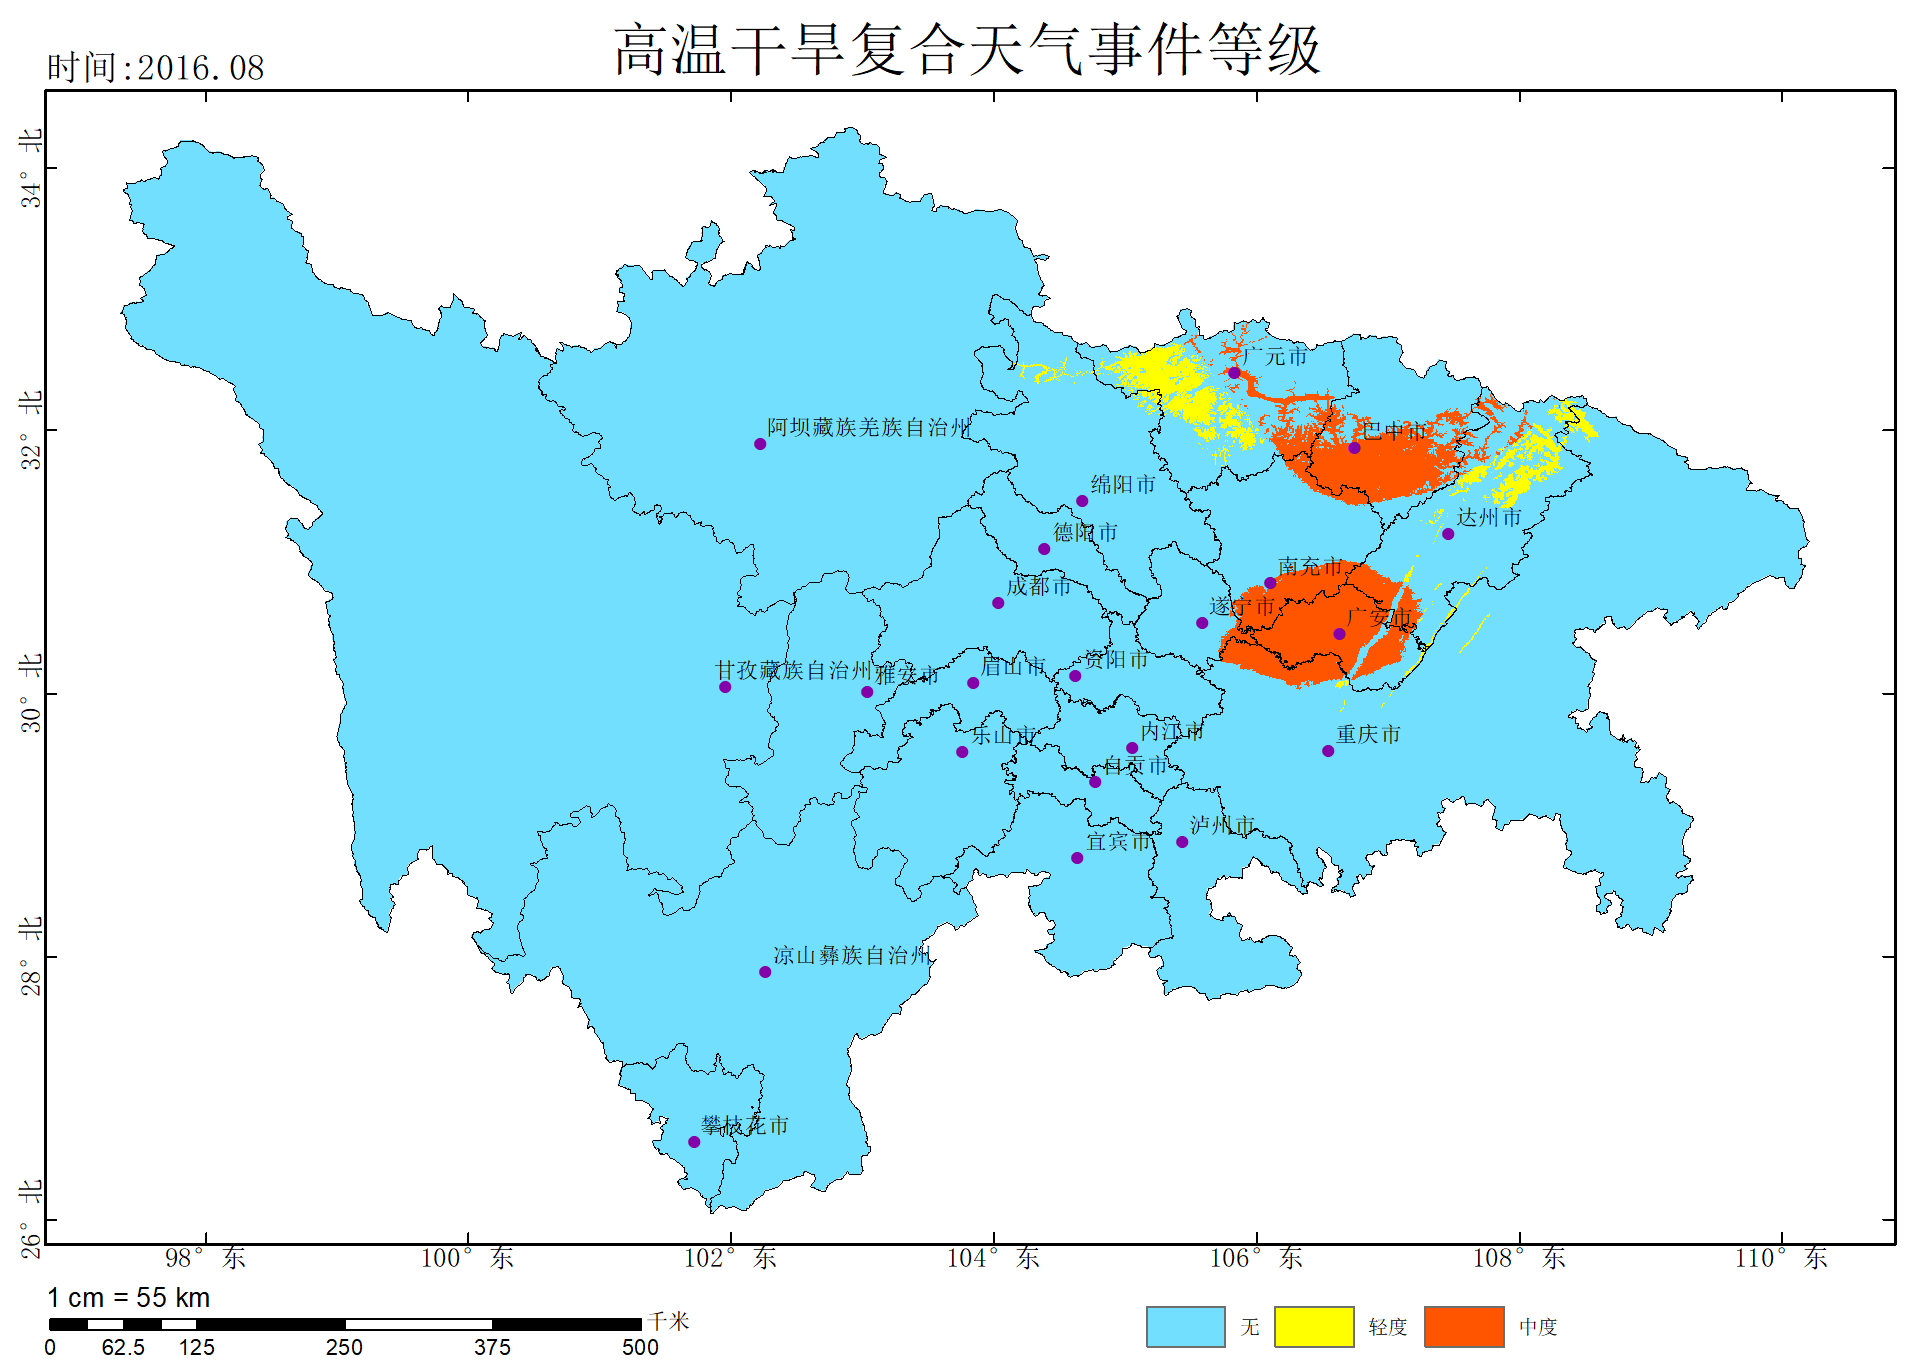 高温干旱复合天气事件等级
时间:2016.08
34° 北
32° 北
30° 北
28° 北
26° 北
广元市
阿坝藏族羌族自治州
巴中市
绵阳市
达州市
德阳市
南充市
成都市
遂宁市
广安市
甘孜藏族自治州
雅安市
眉山市
资阳市
乐山市
内江市
重庆市
自贡市
泸州市
宜宾市
凉山彝族自治州
攀枝花市
98° 东
100° 东
102° 东
104° 东
106° 东
108° 东
110° 东
1 cm = 55 km
千米
0 62.5 125 250 375 500
无 轻度 中度